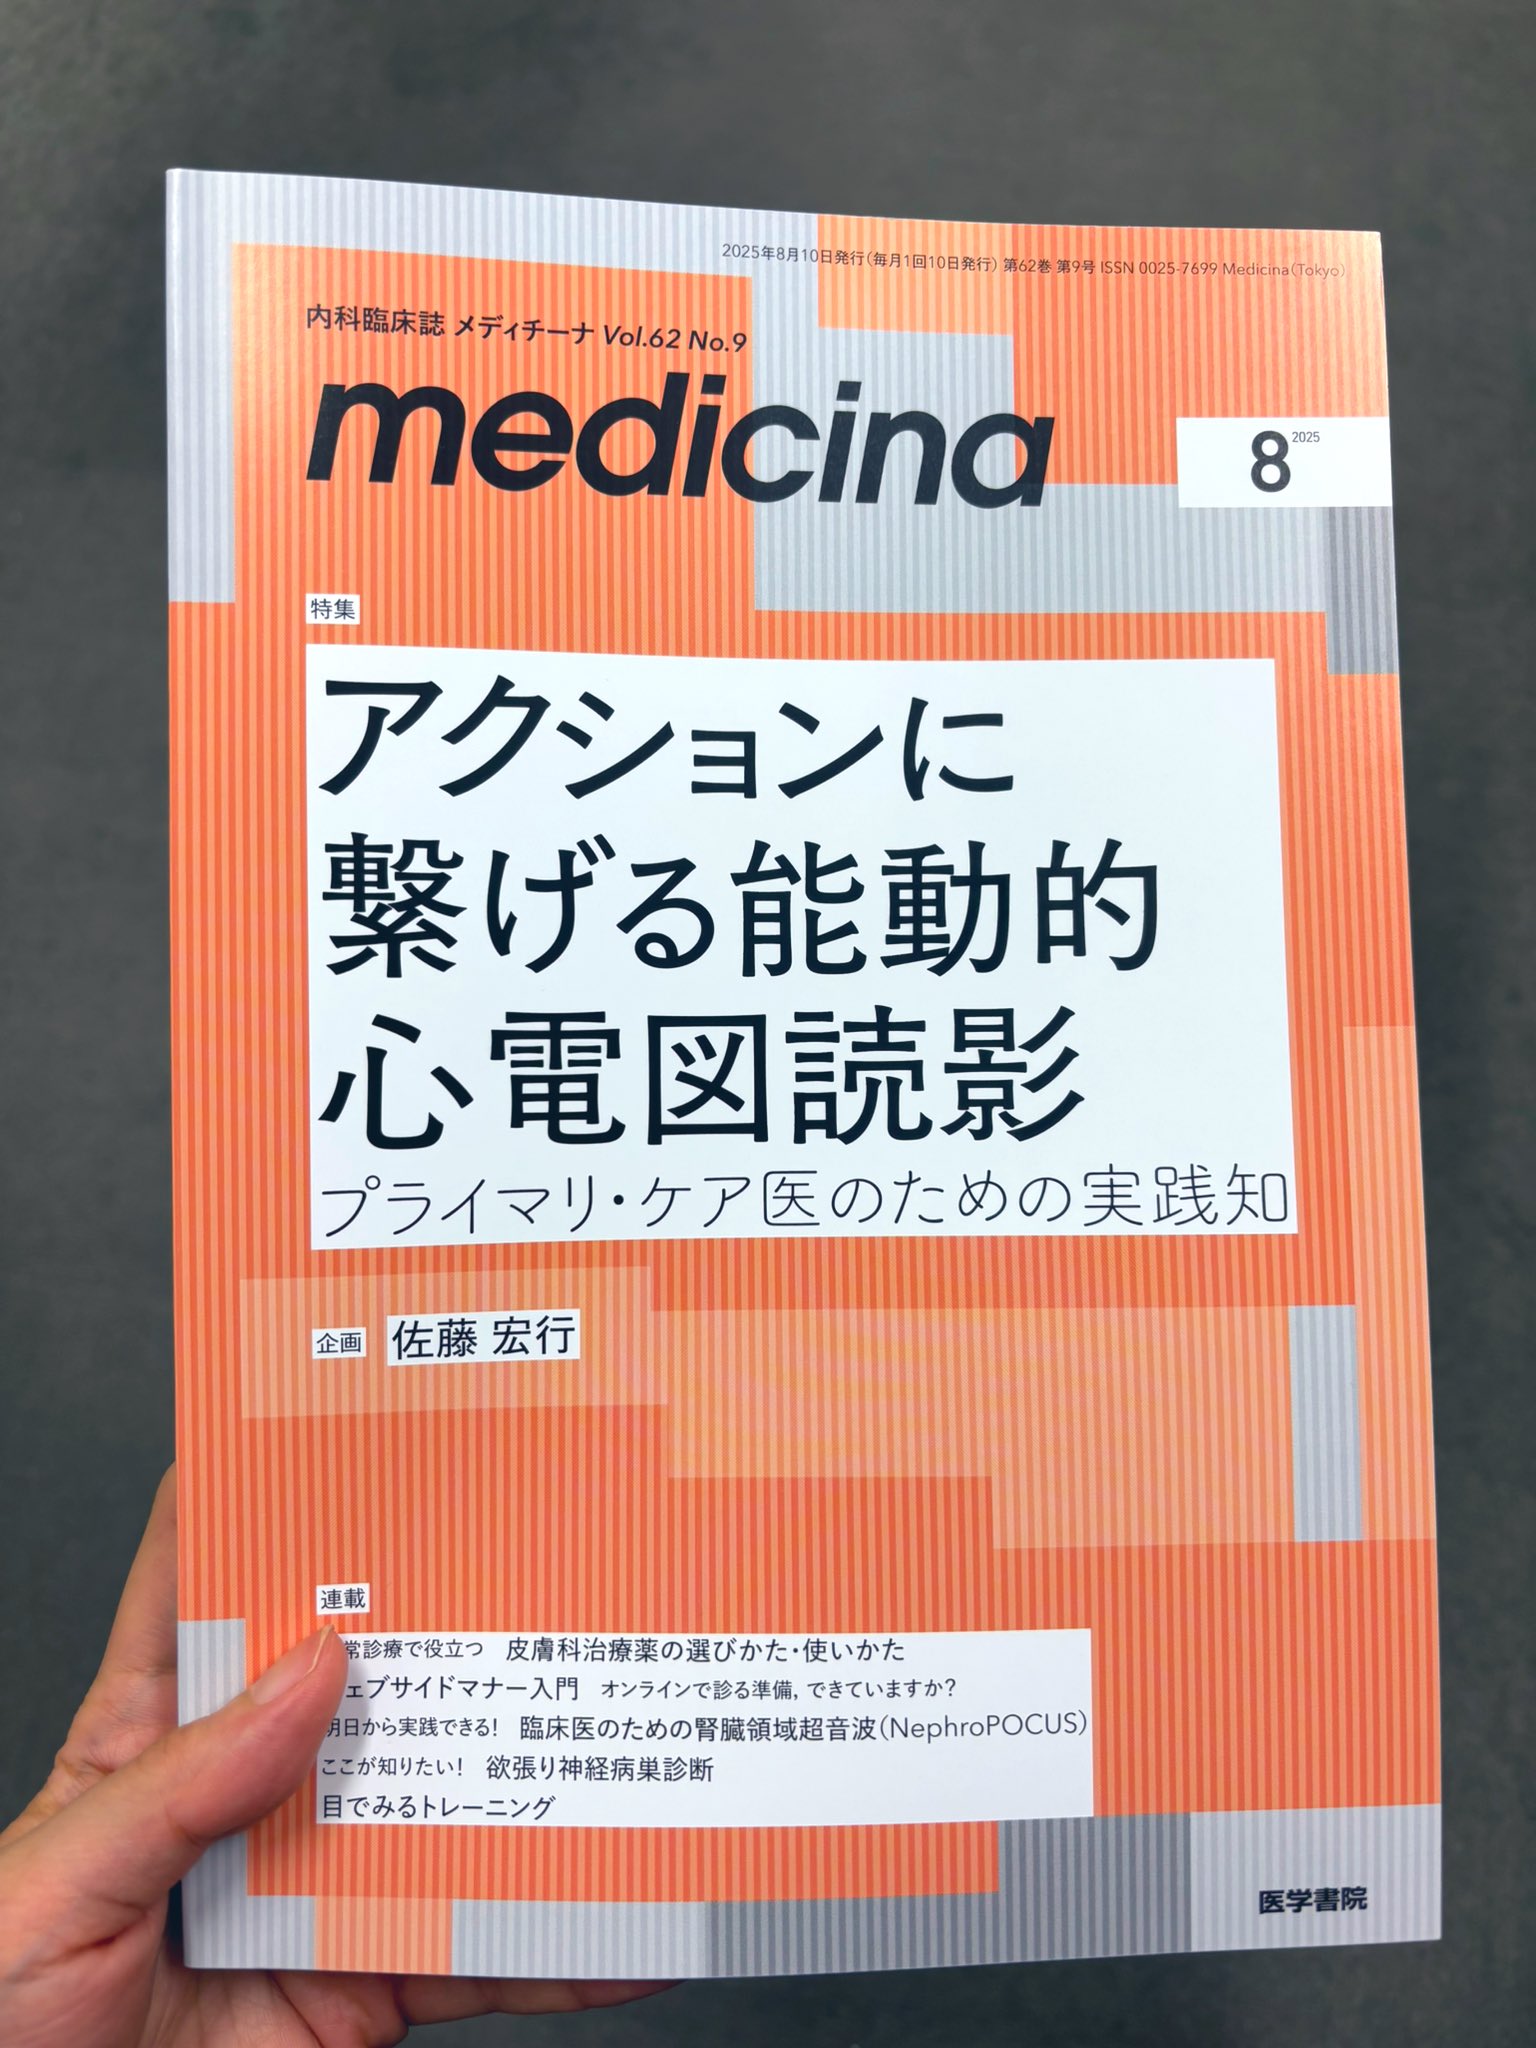 2025年8月10日発行(毎月1回10日発行) 第62巻 第9号 ISSN 0025-7699 Medicina(Tokyo)
内科臨床誌 メディチーナ Vol.62 No.9
medicina
8 2025
特集
アクションに
繋げる能動的
心電図読影
プライマリ・ケア医のための実践知
企画 佐藤 宏行
連載
常診療で役立つ 皮膚科治療薬の選びかた・使いかた
ェブサイドマナー入門 オンラインで診る準備, できていますか?
明日から実践できる! 臨床医のための腎臓領域超音波(NephroPOCUS)
ここが知りたい! 欲張り神経病巣診断
目でみるトレーニング
医学書院